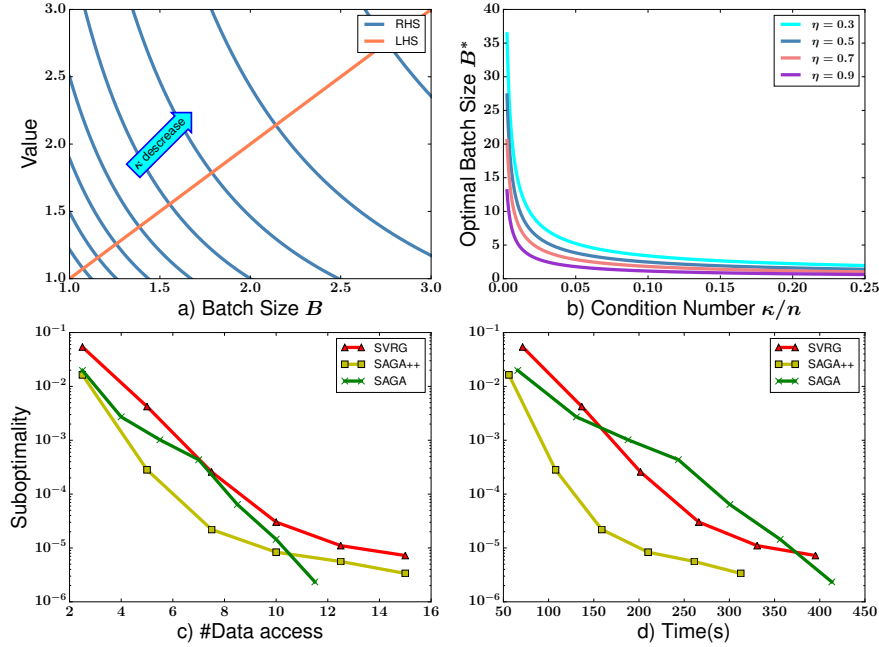 3.0
2.5
2.0
1.5
1.0
1.0 1.5 2.0 2.5 3.0
Value
a) Batch Size B
RHS
LHS
κ descrease
40
35
30
25
20
15
10
5
0
0.00 0.05 0.10 0.15 0.20 0.25
Optimal Batch Size B*
b) Condition Number κ/n
η = 0.3
η = 0.5
η = 0.7
η = 0.9
10⁻¹
10⁻²
10⁻³
10⁻⁴
10⁻⁵
10⁻⁶
2 4 6 8 10 12 14 16
Suboptimality
c) #Data access
SVRG
SAGA++
SAGA
10⁻¹
10⁻²
10⁻³
10⁻⁴
10⁻⁵
10⁻⁶
50 100 150 200 250 300 350 400 450
d) Time(s)
SVRG
SAGA++
SAGA